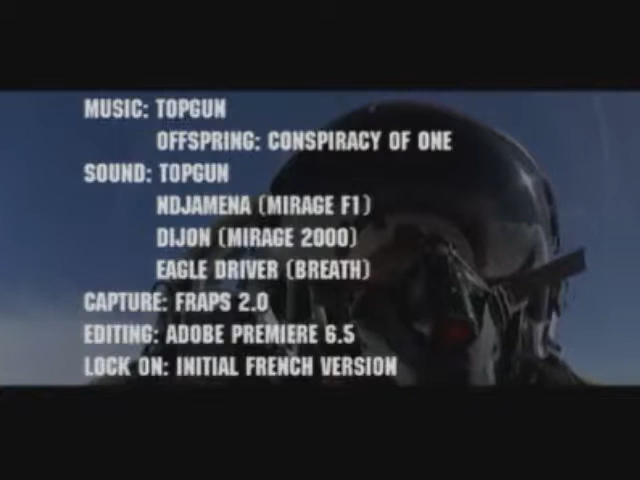 MUSIC: TOPGUN
OFFSPRING: CONSPIRACY OF ONE
SOUND: TOPGUN
NDJAMENA (MIRAGE F1)
DIJON (MIRAGE 2000)
EAGLE DRIVER (BREATH)
CAPTURE: FRAPS 2.0
EDITING: ADOBE PREMIERE 6.5
LOCK ON: INITIAL FRENCH VERSION